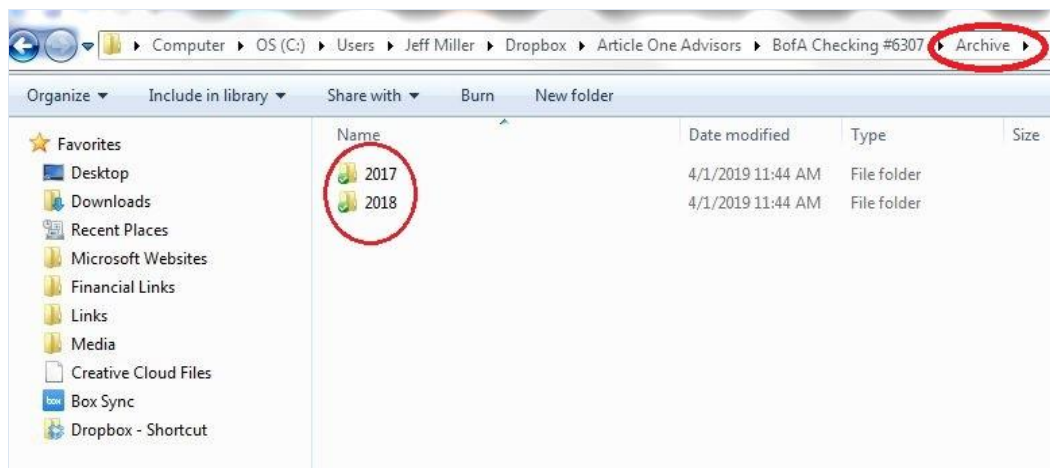 Computer ▸ OS (C:) ▸ Users ▸ Jeff Miller ▸ Dropbox ▸ Article One Advisors ▸ BofA Checking #6307 ▸ Archive ▸
Organize ▾ Include in library ▾ Share with ▾ Burn New folder
Favorites
Desktop
Downloads
Recent Places
Microsoft Websites
Financial Links
Links
Media
Creative Cloud Files
box Box Sync
Dropbox - Shortcut
Name Date modified Type Size
2017 4/1/2019 11:44 AM File folder
2018 4/1/2019 11:44 AM File folder